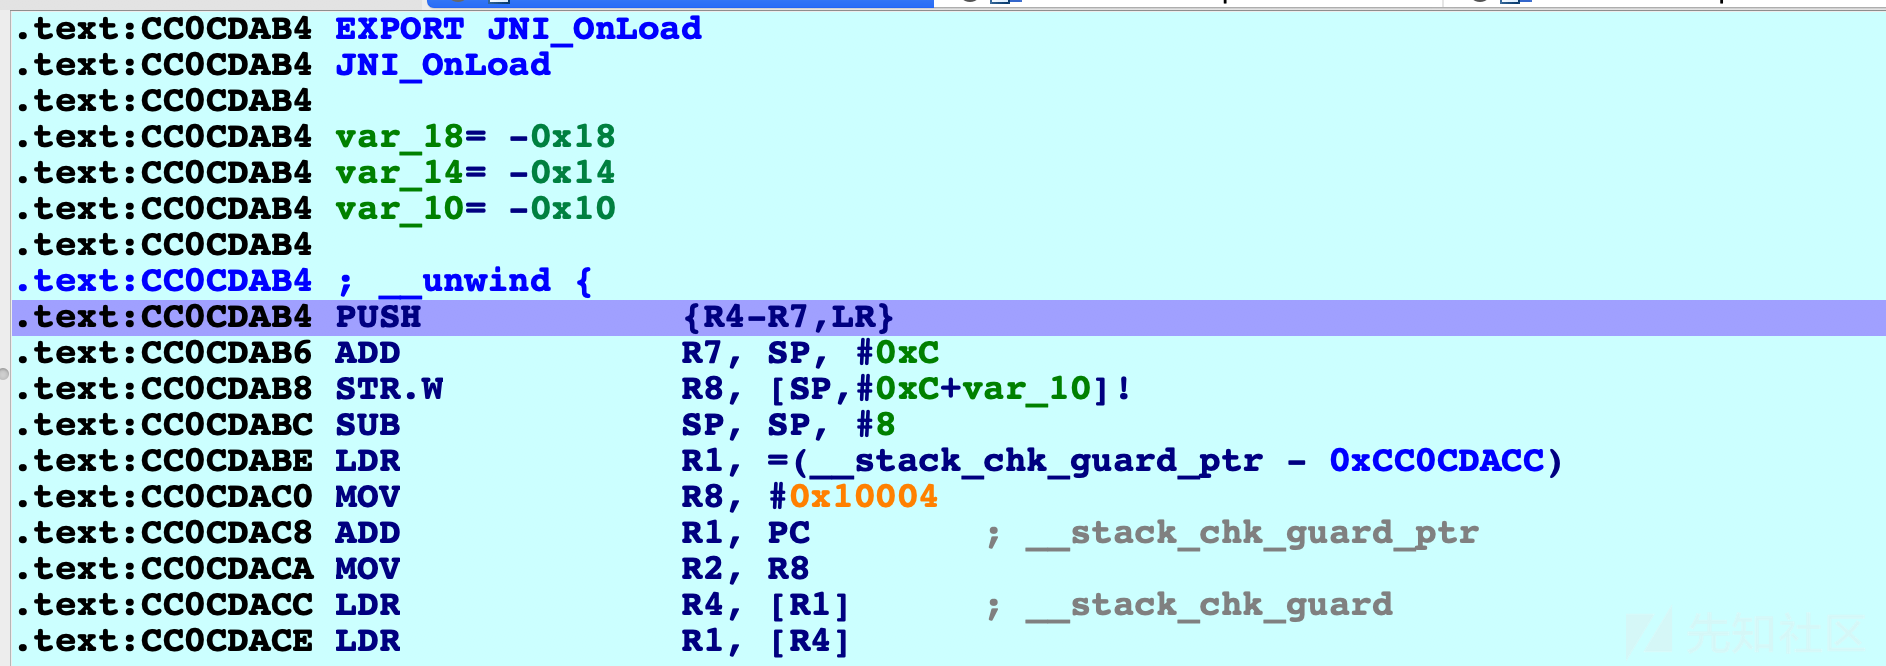 .text:CC0CDAB4 EXPORT JNI_OnLoad
.text:CC0CDAB4 JNI_OnLoad
.text:CC0CDAB4
.text:CC0CDAB4 var_18= -0x18
.text:CC0CDAB4 var_14= -0x14
.text:CC0CDAB4 var_10= -0x10
.text:CC0CDAB4
.text:CC0CDAB4 ; __unwind {
.text:CC0CDAB4 PUSH {R4-R7,LR}
.text:CC0CDAB6 ADD R7, SP, #0xC
.text:CC0CDAB8 STR.W R8, [SP,#0xC+var_10]!
.text:CC0CDABC SUB SP, SP, #8
.text:CC0CDABE LDR R1, =(__stack_chk_guard_ptr - 0xCC0CDACC)
.text:CC0CDAC0 MOV R8, #0x10004
.text:CC0CDAC8 ADD R1, PC ; __stack_chk_guard_ptr
.text:CC0CDACA MOV R2, R8
.text:CC0CDACC LDR R4, [R1] ; __stack_chk_guard
.text:CC0CDACE LDR R1, [R4]
先知社区